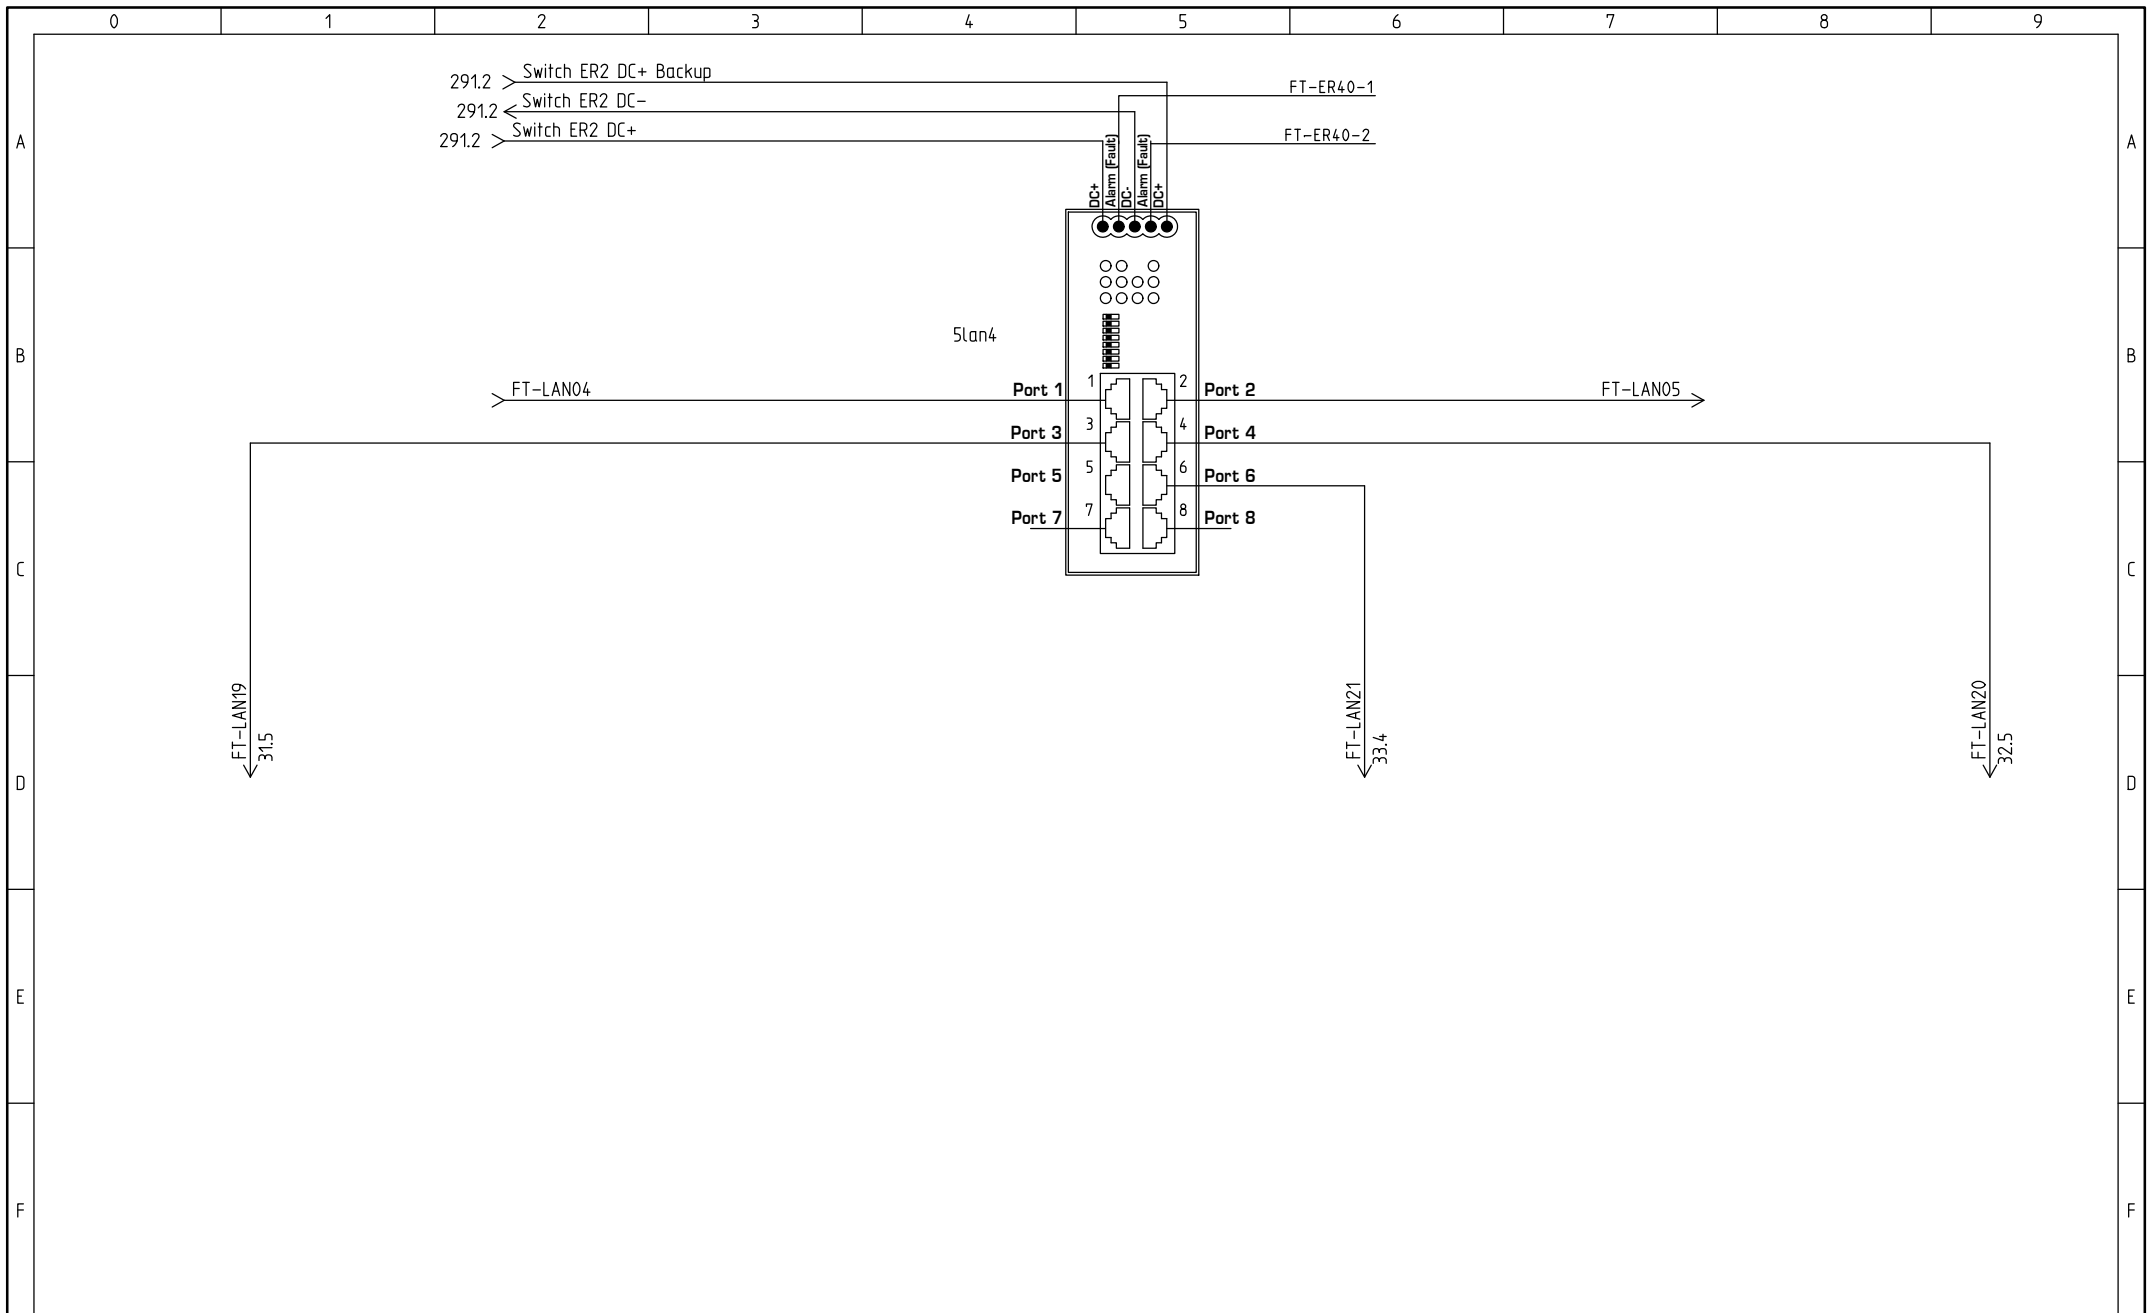 0 1 2 3 4 5 6 7 8 9
291.2 Switch ER2 DC+ Backup
FT-ER40-1
291.2 Switch ER2 DC-
291.2 Switch ER2 DC+
FT-ER40-2
A A
DC+
Alarm (Fault)
DC-
Alarm (Fault)
DC+
5lan4
B B
FT-LAN04 Port 1 1 2 Port 2 FT-LAN05
Port 3 3 4 Port 4
Port 5 5 6 Port 6
Port 7 7 8 Port 8
C C
FT-LAN19
31.5
FT-LAN21
33.4
FT-LAN20
32.5
D D
E E
F F